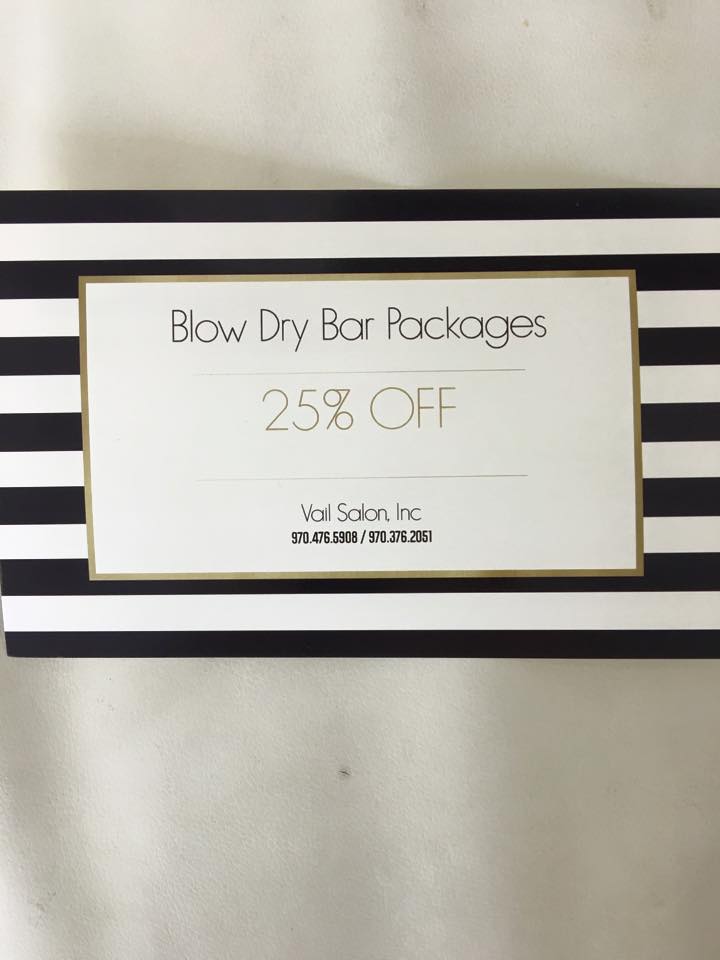 Blow Dry Bar Packages
25% OFF
Vail Salon, Inc
970.476.5908 / 970.376.2051